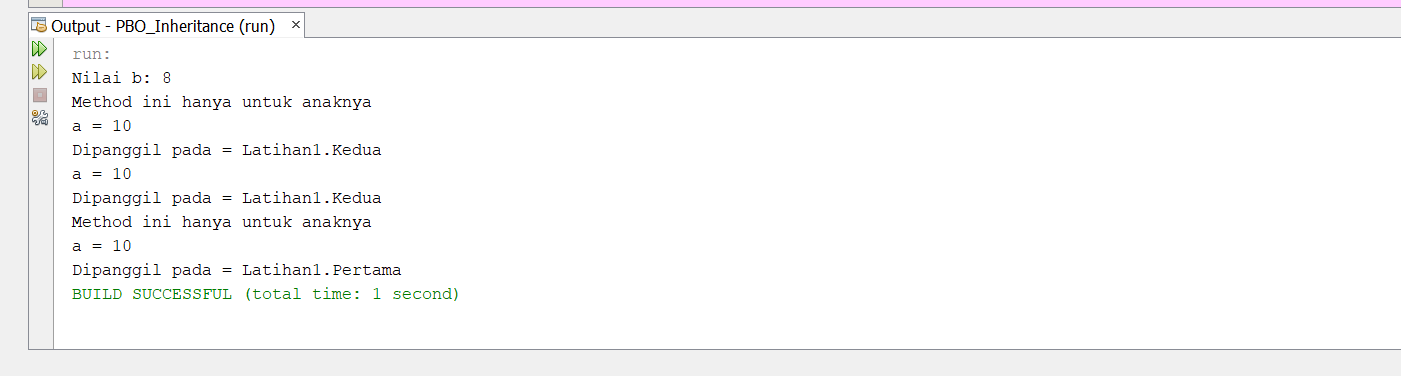 Output - PBO_Inheritance (run) ×
run:
Nilai b: 8
Method ini hanya untuk anaknya
a = 10
Dipanggil pada = Latihan1.Kedua
a = 10
Dipanggil pada = Latihan1.Kedua
Method ini hanya untuk anaknya
a = 10
Dipanggil pada = Latihan1.Pertama
BUILD SUCCESSFUL (total time: 1 second)